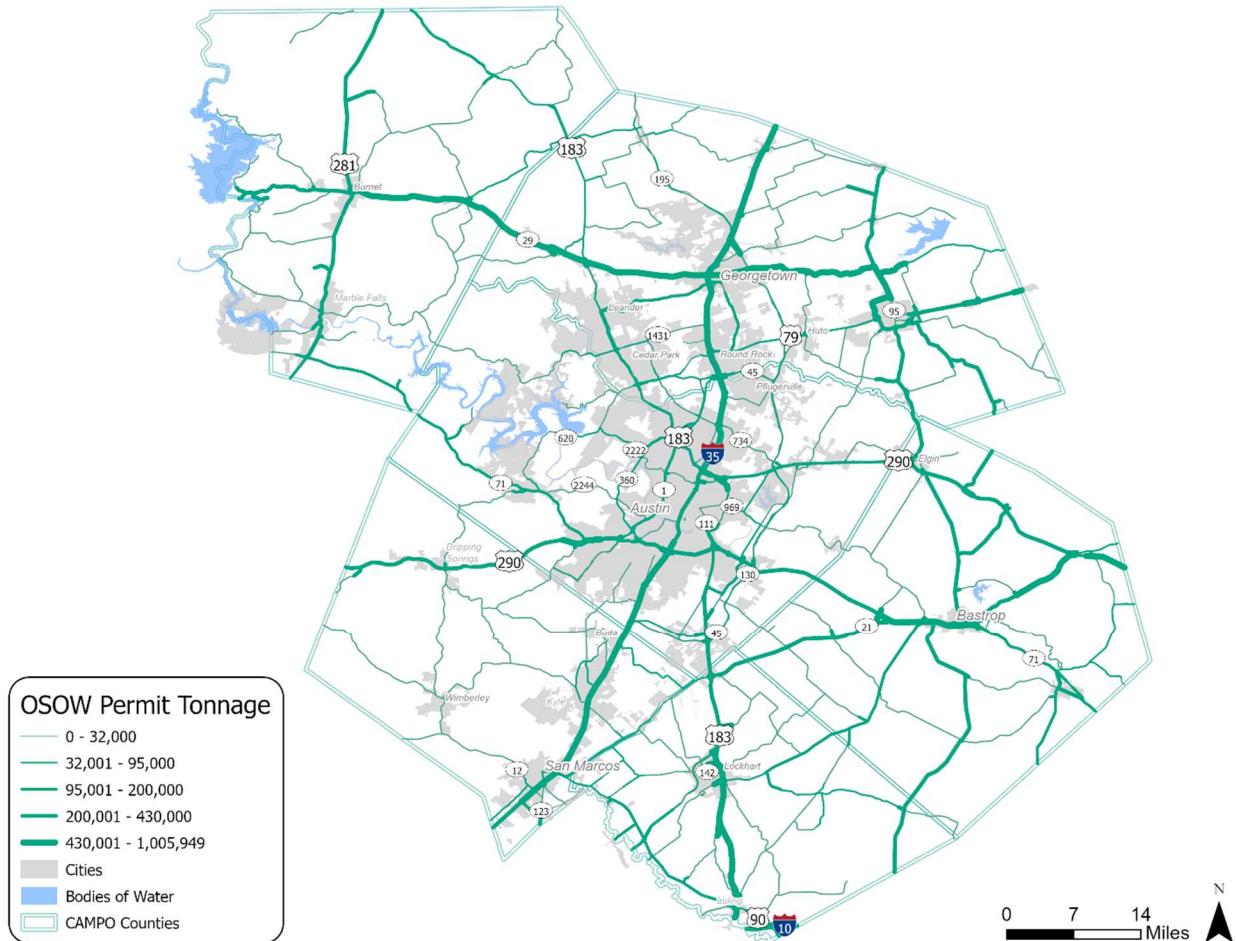 281
183
195
Burnet
29
Georgetown
Marble Falls
Leander
95
1431
79
Huto
Cedar Park
Round Rock
45
Pflugerville
620
2222
183
734
35
290
Elgin
71
2244
360
1
969
Austin
111
Dripping
Springs
290
130
Bastrop
21
Buda
45
71
Wimberley
Kyle
183
12
San Marcos
142
Lockhart
123
Luling
90
10
OSOW Permit Tonnage
0 - 32,000
32,001 - 95,000
95,001 - 200,000
200,001 - 430,000
430,001 - 1,005,949
Cities
Bodies of Water
CAMPO Counties
0 7 14
Miles
N